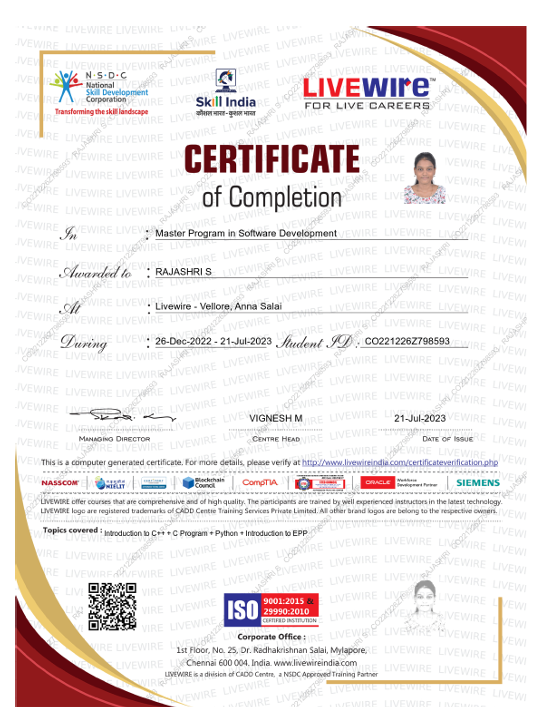 N·S·D·C
National
Skill Development
Corporation
Transforming the skill landscape
Skill India
कौशल भारत-कुशल भारत
LIVEWIRE™
FOR LIVE CAREERS
CERTIFICATE
of Completion
In : Master Program in Software Development
Awarded to : RAJASHRI S
At : Livewire - Vellore, Anna Salai
During : 26-Dec-2022 - 21-Jul-2023 Student ID : CO221226Z798593
VIGNESH M 21-Jul-2023
MANAGING DIRECTOR CENTRE HEAD DATE OF ISSUE
This is a computer generated certificate. For more details, please verify at http://www.livewireindia.com/certificateverification.php
NASSCOM NIELIT Blockchain Council CompTIA ORACLE Workforce Development Partner SIEMENS
LIVEWIRE offer courses that are comprehensive and of high quality. The participants are trained by well experienced instructors in the latest technology.
LIVEWIRE logo are registered trademarks of CADD Centre Training Services Private Limited. All other brand logos are belong to the respective owners.
Topics covered : Introduction to C++ + C Program + Python + Introduction to EPP
ISO 9001:2015 &
29990:2010
CERTIFIED INSTITUTION
Corporate Office :
1st Floor, No. 25, Dr. Radhakrishnan Salai, Mylapore,
Chennai 600 004. India. www.livewireindia.com
LIVEWIRE is a division of CADD Centre, a NSDC Approved Training Partner